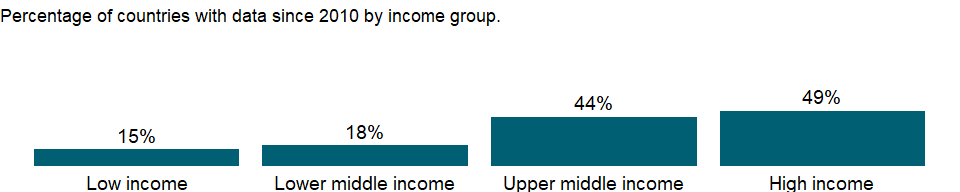 Percentage of countries with data since 2010 by income group.
15%
18%
44%
49%
Low income
Lower middle income
Upper middle income
High income